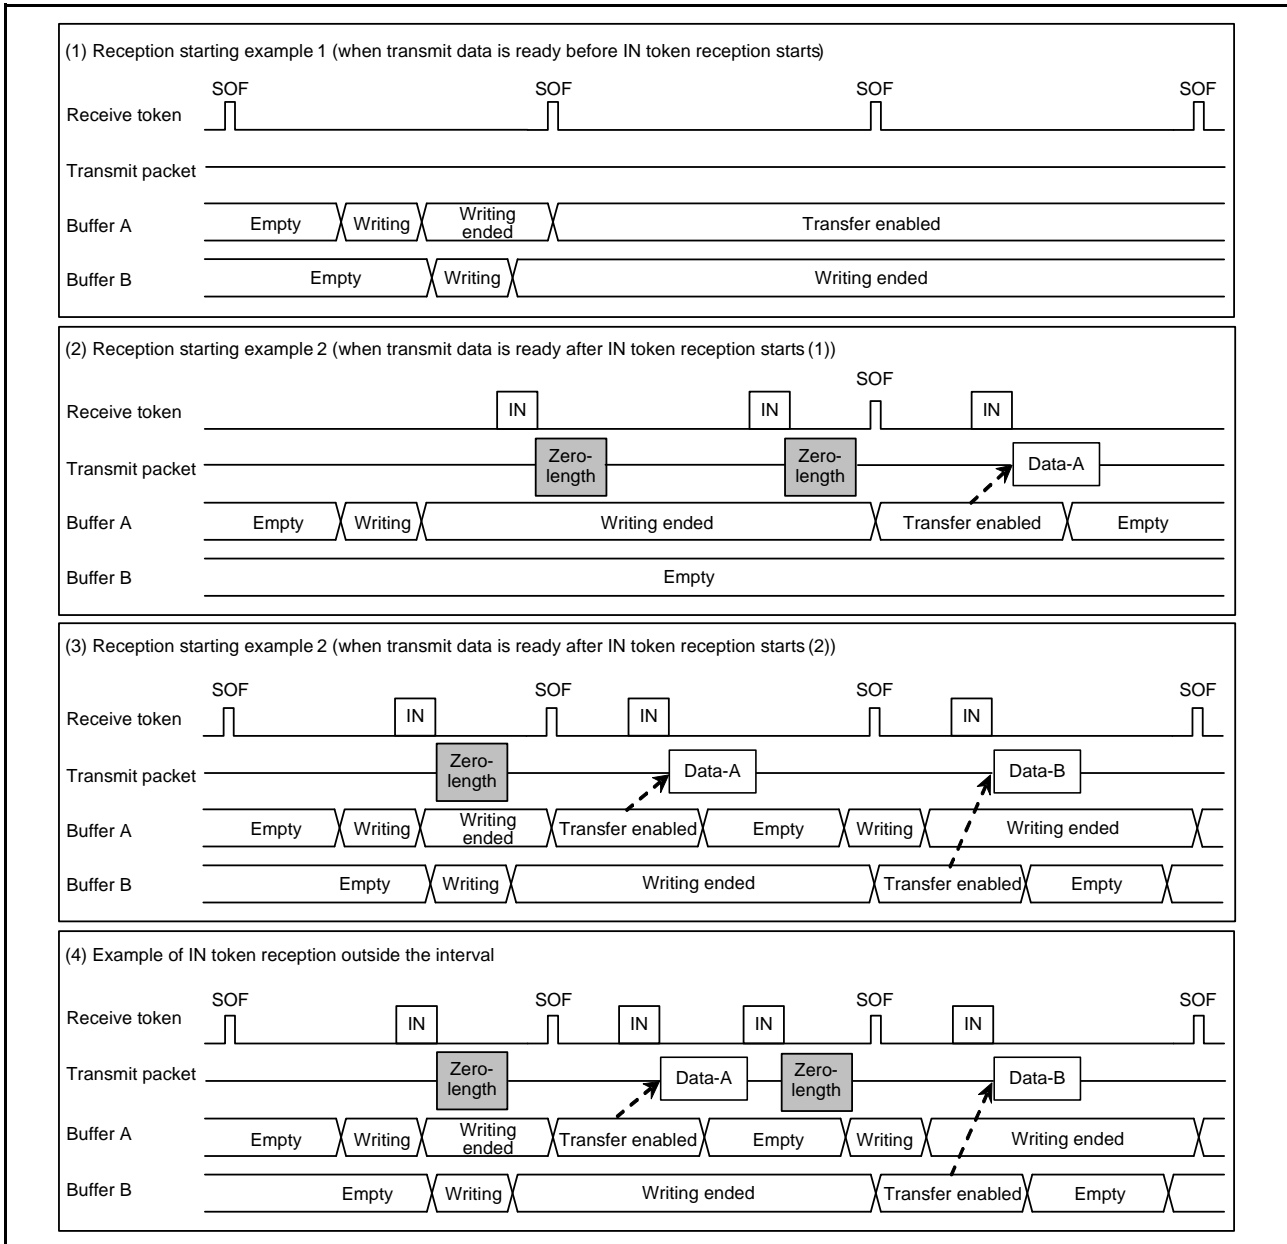 (1) Reception starting example 1 (when transmit data is ready before IN token reception starts)
SOF SOF SOF SOF
Receive token
Transmit packet
Buffer A Empty Writing Writing ended Transfer enabled
Buffer B Empty Writing Writing ended
(2) Reception starting example 2 (when transmit data is ready after IN token reception starts (1))
SOF
Receive token IN IN IN
Transmit packet Zero-length Zero-length Data-A
Buffer A Empty Writing Writing ended Transfer enabled Empty
Buffer B Empty
(3) Reception starting example 2 (when transmit data is ready after IN token reception starts (2))
SOF SOF SOF SOF
Receive token IN IN IN
Transmit packet Zero-length Data-A Data-B
Buffer A Empty Writing Writing ended Transfer enabled Empty Writing Writing ended
Buffer B Empty Writing Writing ended Transfer enabled Empty
(4) Example of IN token reception outside the interval
SOF SOF SOF SOF
Receive token IN IN IN IN
Transmit packet Zero-length Data-A Zero-length Data-B
Buffer A Empty Writing Writing ended Transfer enabled Empty Writing Writing ended
Buffer B Empty Writing Writing ended Transfer enabled Empty